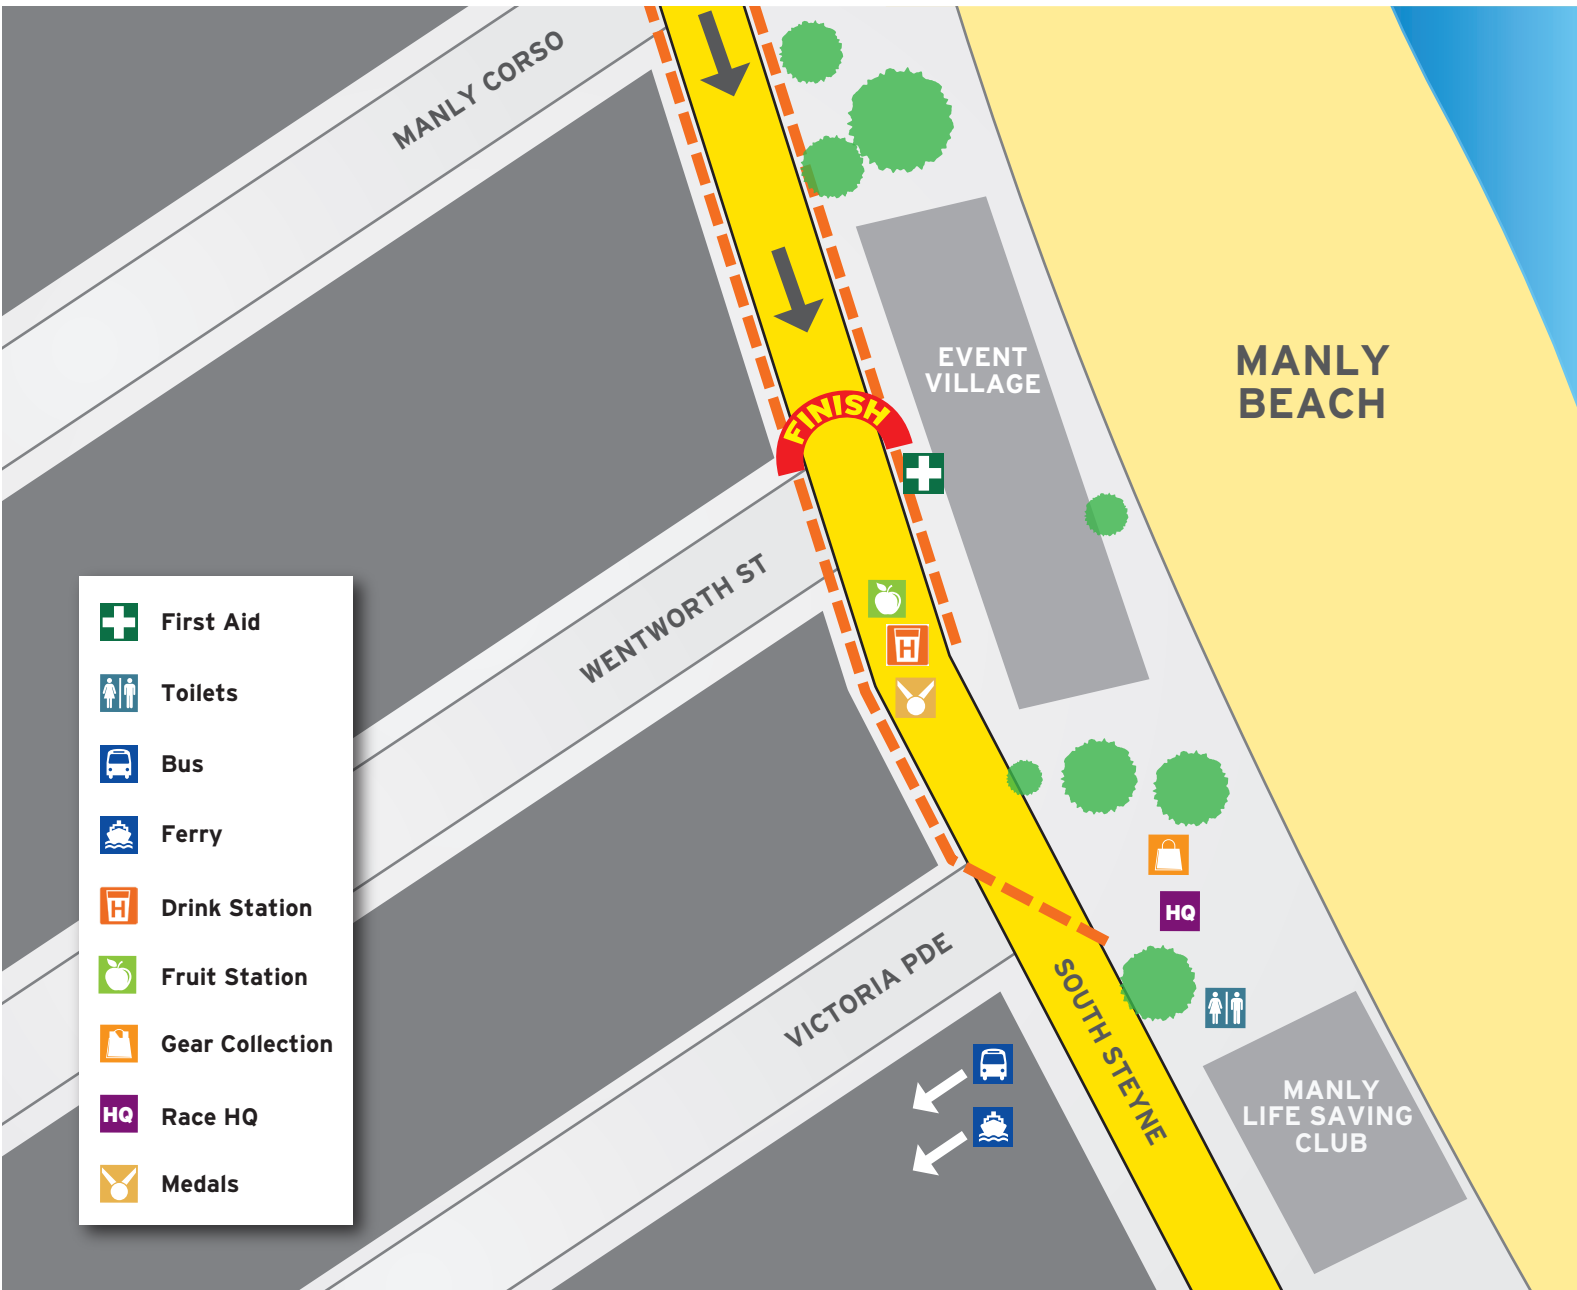 MANLY CORSO
EVENT
VILLAGE
MANLY
BEACH
FINISH
WENTWORTH ST
H
HQ
VICTORIA PDE
SOUTH STEYNE
MANLY
LIFE SAVING
CLUB
First Aid
Toilets
Bus
Ferry
H Drink Station
Fruit Station
Gear Collection
HQ Race HQ
Medals